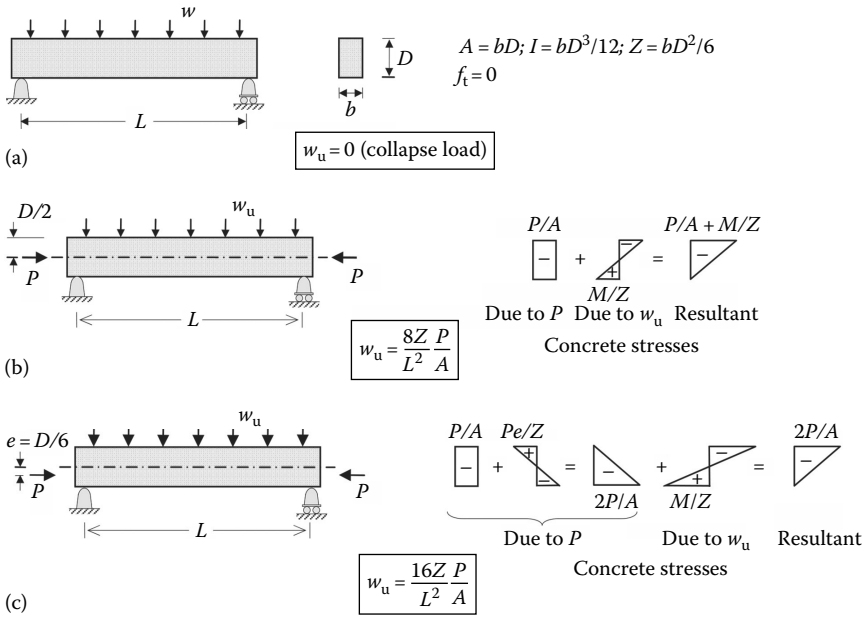 w
A = bD; I = bD³/12; Z = bD²/6
D
f_t = 0
b
L
w_u = 0 (collapse load)
(a)
D/2
w_u
P/A
P/A + M/Z
−
+
−
+
=
−
P
P
M/Z
Due to P Due to w_u Resultant
L
Concrete stresses
w_u = 8Z/L² P/A
(b)
w_u
e = D/6
P/A
Pe/Z
2P/A
−
+
+
−
=
−
+
−
+
=
−
P
P
2P/A
M/Z
L
Due to P
Due to w_u
Resultant
Concrete stresses
w_u = 16Z/L² P/A
(c)